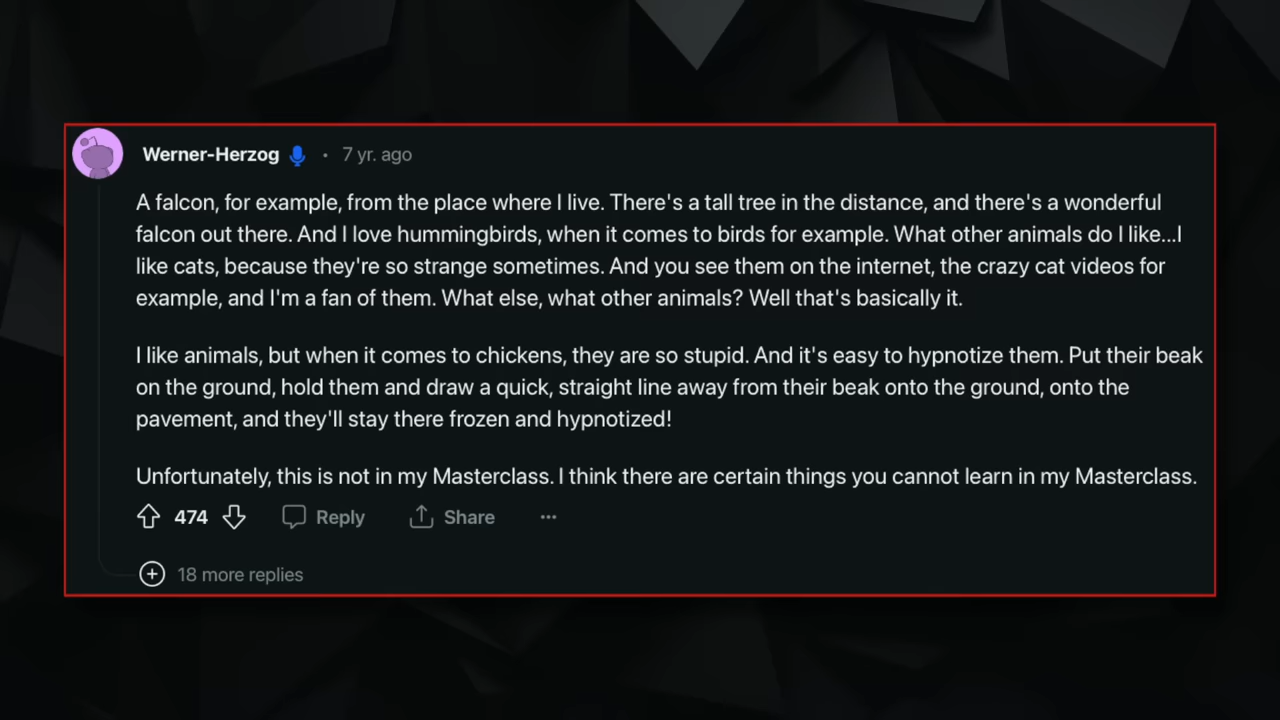 Werner-Herzog · 7 yr. ago
A falcon, for example, from the place where I live. There's a tall tree in the distance, and there's a wonderful
falcon out there. And I love hummingbirds, when it comes to birds for example. What other animals do I like...I
like cats, because they're so strange sometimes. And you see them on the internet, the crazy cat videos for
example, and I'm a fan of them. What else, what other animals? Well that's basically it.
I like animals, but when it comes to chickens, they are so stupid. And it's easy to hypnotize them. Put their beak
on the ground, hold them and draw a quick, straight line away from their beak onto the ground, onto the
pavement, and they'll stay there frozen and hypnotized!
Unfortunately, this is not in my Masterclass. I think there are certain things you cannot learn in my Masterclass.
474 Reply Share ...
18 more replies